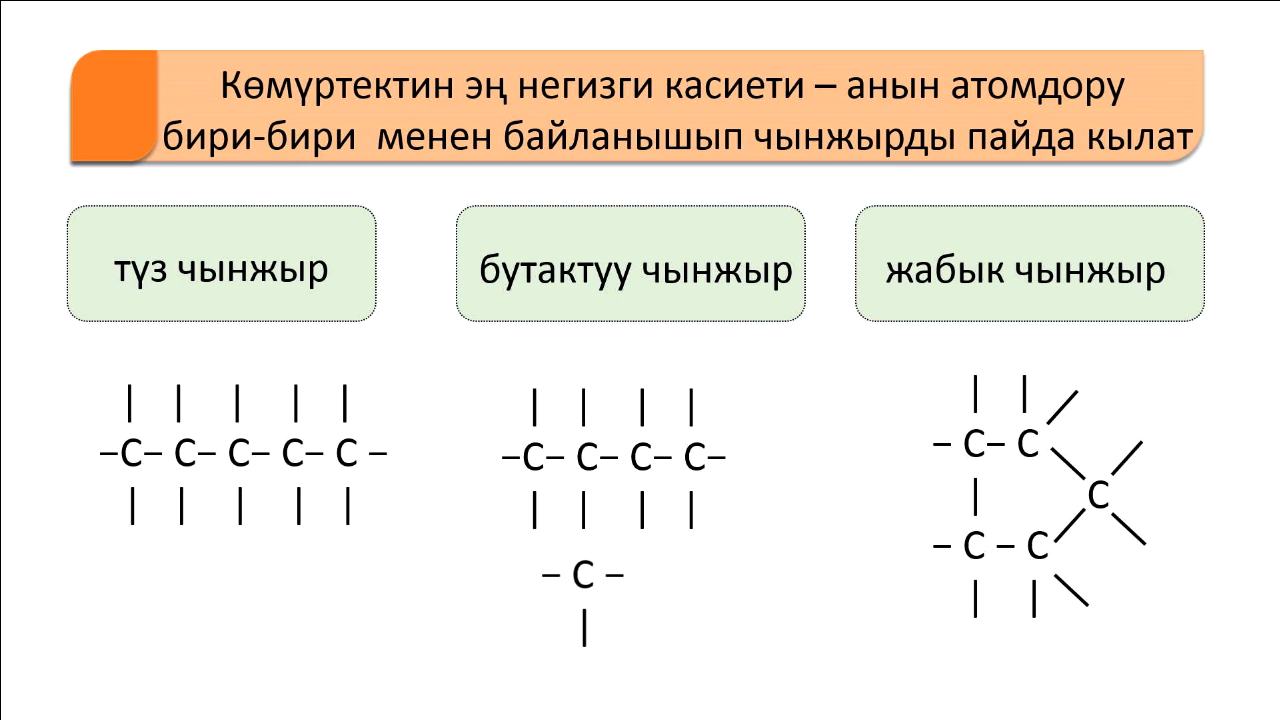 Көмүртектин эң негизги касиети – анын атомдору
бири-бири менен байланышып чынжырды пайда кылат
түз чынжыр
бутактуу чынжыр
жабык чынжыр
| | | | |
–С– С– С– С– С –
| | | | |
| | | |
–С– С– С– С–
| | | |
– С –
|
| | /
– С– С \
| С / \
– С – С /
| | \